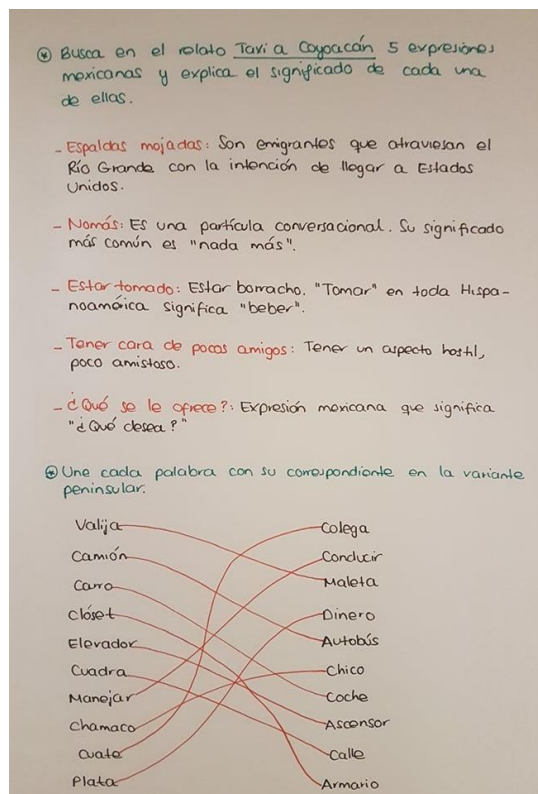 Busca en el relato Taxi a Coyoacán 5 expresiones
mexicanas y explica el significado de cada una
de ellas.
- Espaldas mojadas: Son emigrantes que atraviesan el
Río Grande con la intención de llegar a Estados
Unidos.
- Nomás: Es una partícula conversacional. Su significado
más común es "nada más".
- Estar tomado: Estar borracho. "Tomar" en toda Hispa-
noamérica significa "beber".
- Tener cara de pocos amigos: Tener un aspecto hostil,
poco amistoso.
- ¿Qué se le ofrece?: Expresión mexicana que significa
"¿Qué desea?"
Une cada palabra con su correspondiente en la variante
peninsular.
Valija Colega
Camión Conducir
Carro Maleta
Clóset Dinero
Elevador Autobús
Cuadra Chico
Manejar Coche
Chamaco Ascensor
Cuate Calle
Plata Armario